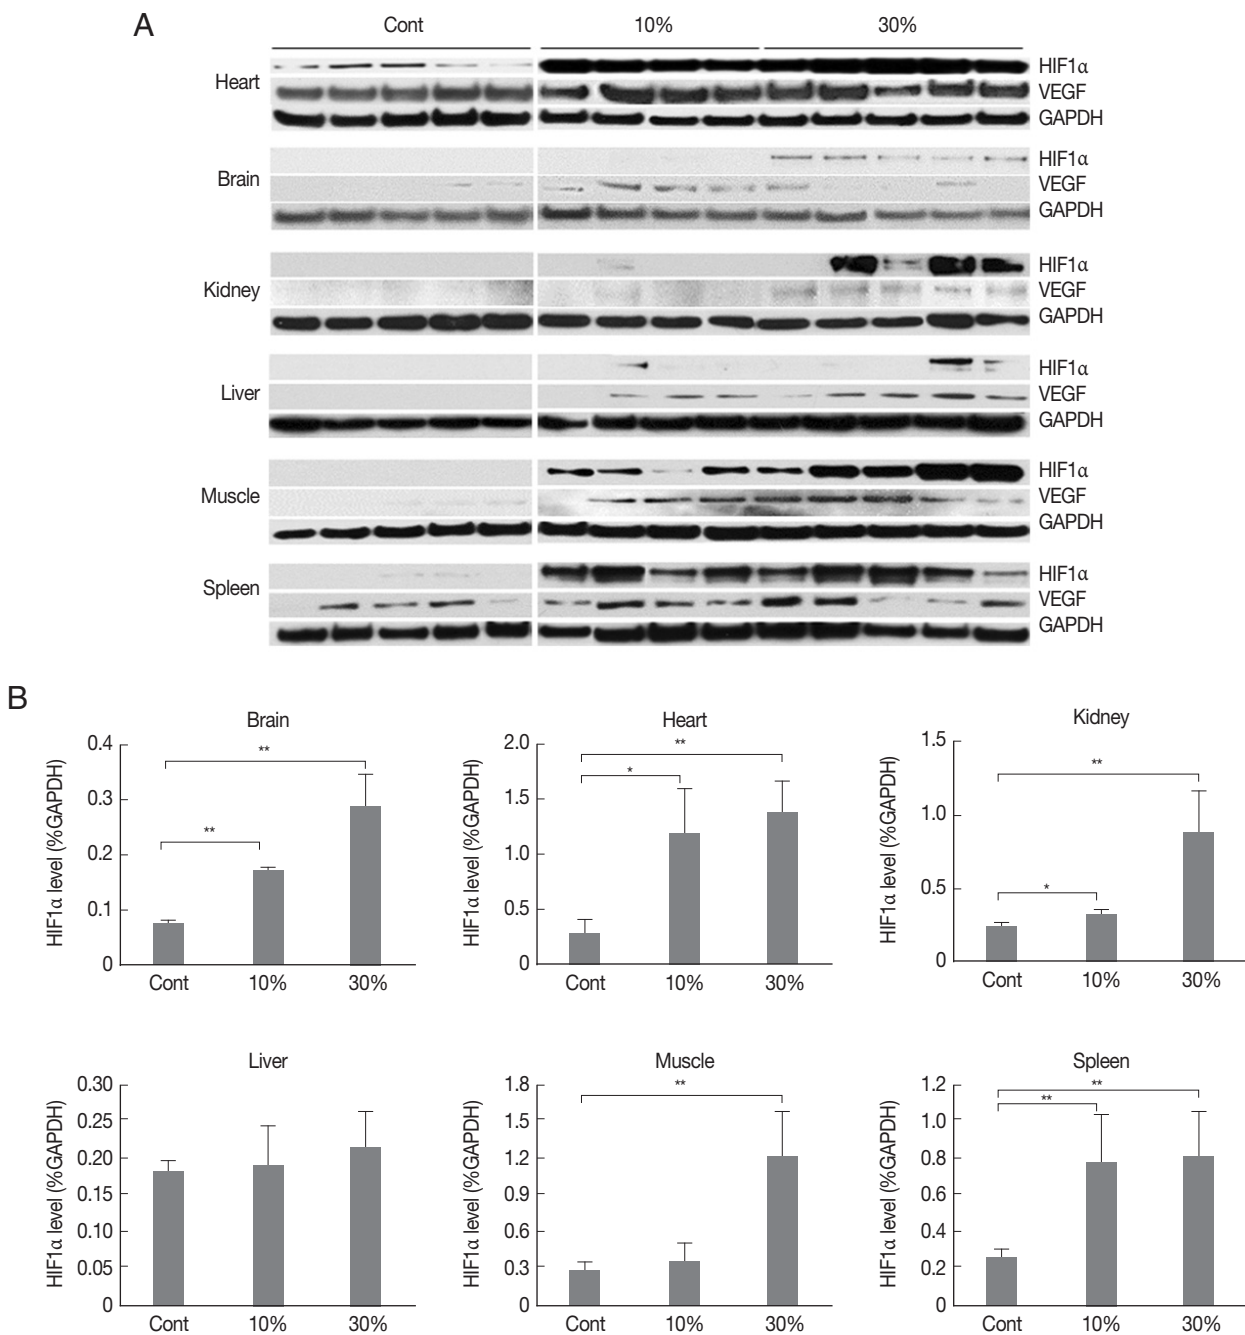 A
Cont 10% 30%
Heart
HIF1α
VEGF
GAPDH
Brain
HIF1α
VEGF
GAPDH
Kidney
HIF1α
VEGF
GAPDH
Liver
HIF1α
VEGF
GAPDH
Muscle
HIF1α
VEGF
GAPDH
Spleen
HIF1α
VEGF
GAPDH
B
Brain
HIF1α level (%GAPDH)
0.4
0.3
0.2
0.1
0
**
**
Cont 10% 30%
Heart
HIF1α level (%GAPDH)
2.0
1.5
1.0
0.5
0
**
*
Cont 10% 30%
Kidney
HIF1α level (%GAPDH)
1.5
1.0
0.5
0
**
*
Cont 10% 30%
Liver
HIF1α level (%GAPDH)
0.30
0.25
0.20
0.15
0.10
0.05
0
Cont 10% 30%
Muscle
HIF1α level (%GAPDH)
1.8
1.5
1.2
0.9
0.6
0.3
0
**
Cont 10% 30%
Spleen
HIF1α level (%GAPDH)
1.2
1.0
0.8
0.6
0.4
0.2
0
**
**
Cont 10% 30%